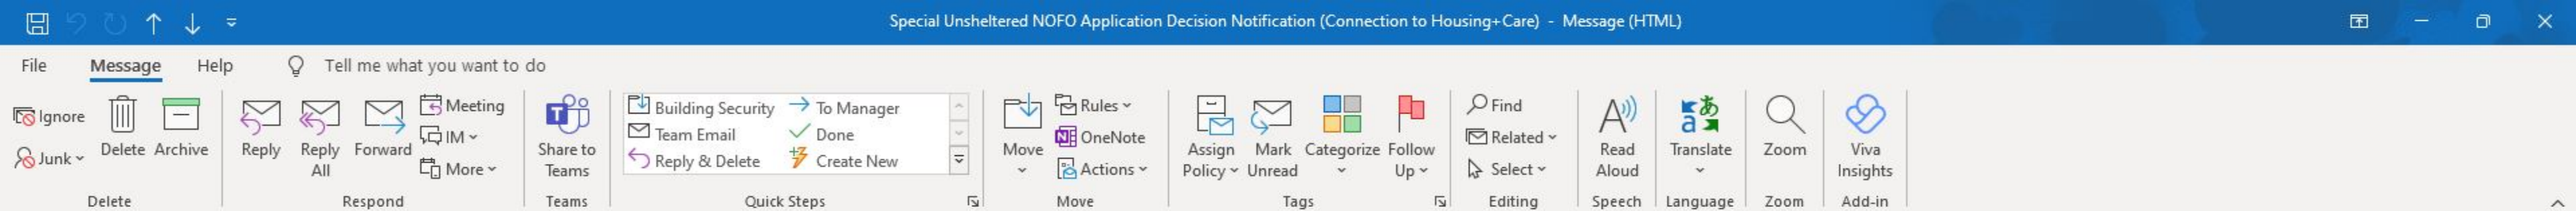 Special Unsheltered NOFO Application Decision Notification (Connection to Housing+Care) - Message (HTML)
File Message Help Tell me what you want to do
Ignore
Junk
Delete
Archive
Delete
Reply
Reply All
Forward
Meeting
IM
More
Respond
Share to Teams
Teams
Building Security
Team Email
Reply & Delete
To Manager
Done
Create New
Quick Steps
Move
Rules
OneNote
Actions
Move
Assign Policy
Mark Unread
Categorize
Follow Up
Tags
Find
Related
Select
Editing
Read Aloud
Speech
Translate
Language
Zoom
Zoom
Viva Insights
Add-in